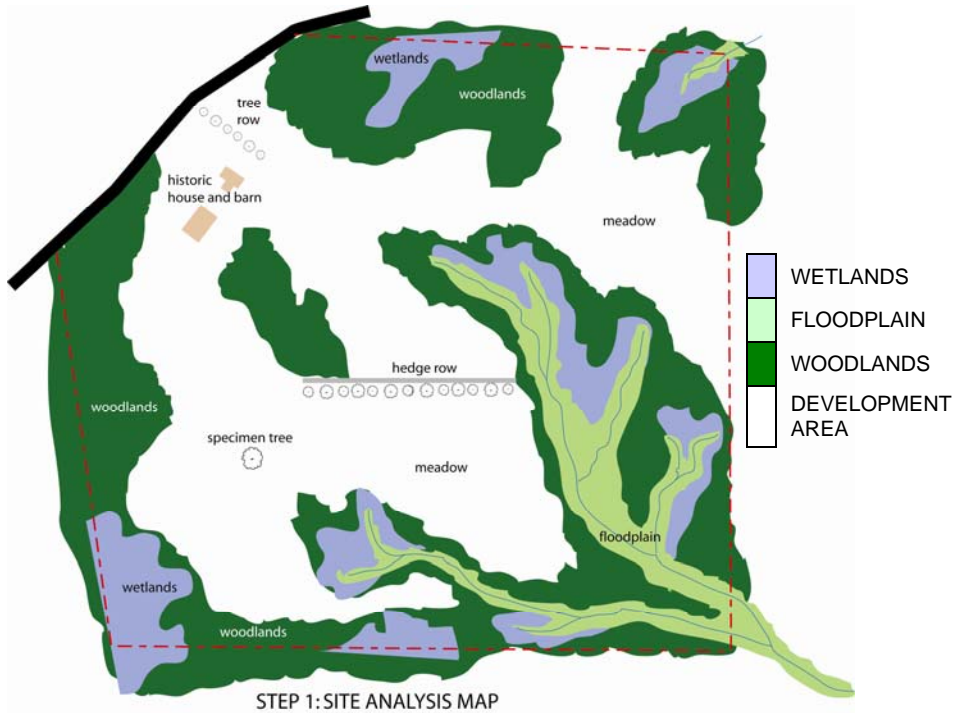 wetlands
woodlands
tree
row
historic
house and barn
meadow
WETLANDS
FLOODPLAIN
WOODLANDS
DEVELOPMENT
AREA
hedge row
woodlands
specimen tree
meadow
floodplain
wetlands
woodlands
STEP 1: SITE ANALYSIS MAP